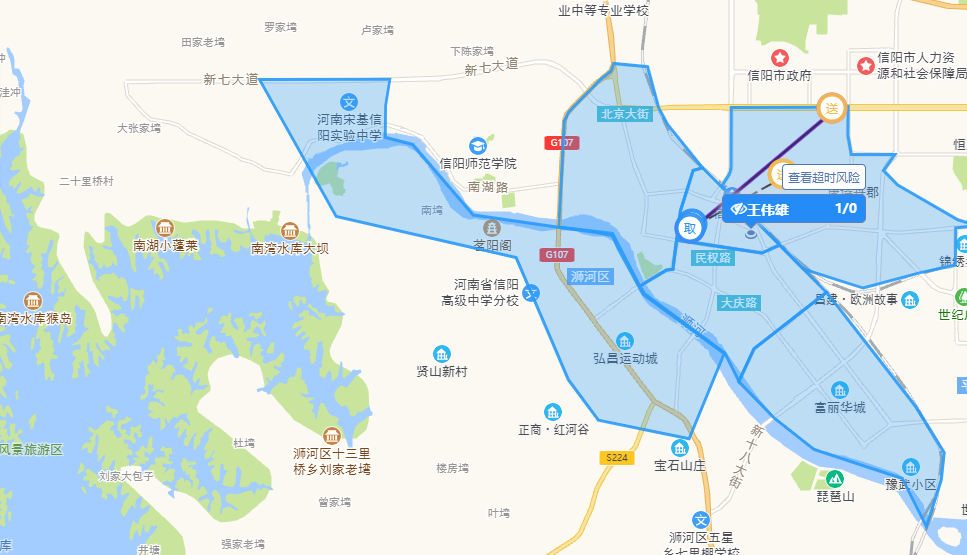 业中等专业学校
罗家塆
卢家塆
田家老塆
下陈家塆
新七大道
新七大道
信阳市政府
信阳市人力资
源和社会保障局
冲
洼冲
大张家塆
河南宋基信
阳实验中学
信阳师范学院
G107
北京大街
送
恒
二十里桥村
南湖路
南塆
查看超时风险
王伟雄
1/0
取
茗阳阁
G107
浉河区
民权路
锦绣
南湖小蓬莱
南湾水库大坝
河南省信阳
高级中学分校
大庆路
昌建·欧洲故事
世纪
南湾水库猴岛
浉河
弘昌运动城
贤山新村
富丽华城
正商·红河谷
新十八大街
杜塆
风景旅游区
浉河区十三里
桥乡刘家老塆
楼房塆
S224
宝石山庄
豫武小区
琵琶山
刘家大包子
曾家塆
叶塆
浉河区五星
乡七里棚学校
强家老塆
井塘
库